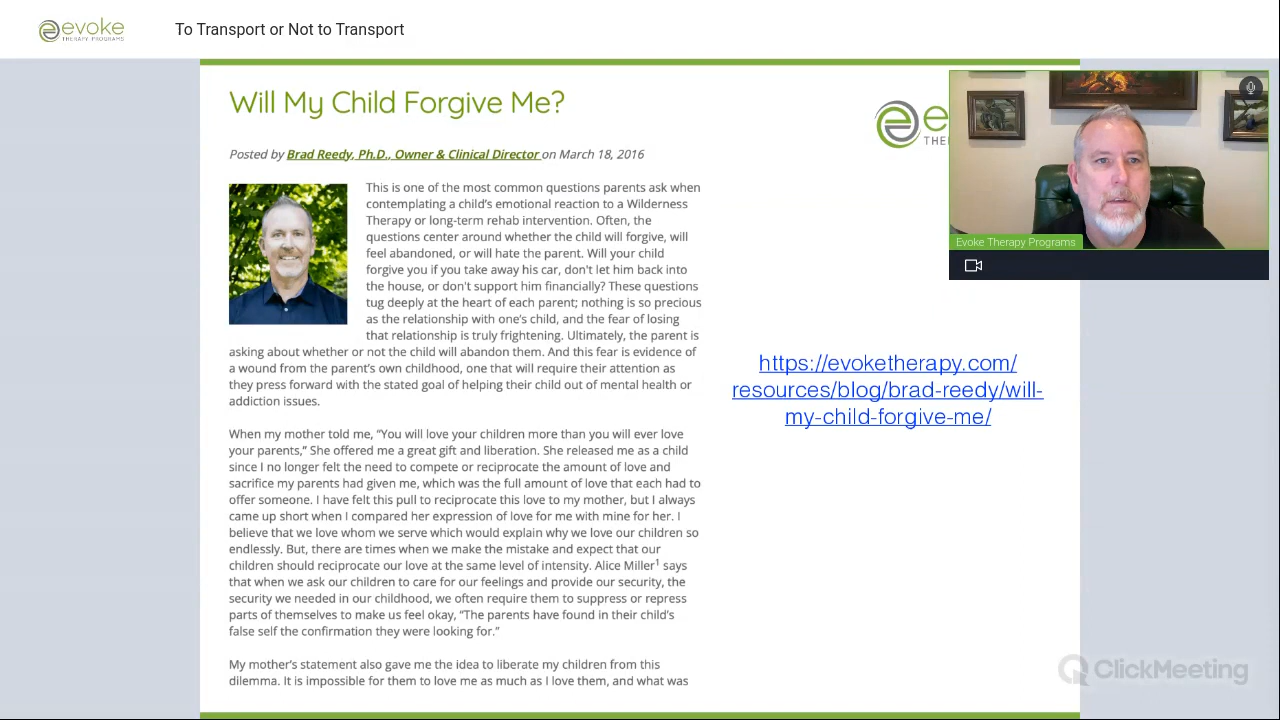 evoke
THERAPY PROGRAMS
To Transport or Not to Transport
Will My Child Forgive Me?
Posted by Brad Reedy, Ph.D., Owner & Clinical Director on March 18, 2016
This is one of the most common questions parents ask when
contemplating a child's emotional reaction to a Wilderness
Therapy or long-term rehab intervention. Often, the
questions center around whether the child will forgive, will
feel abandoned, or will hate the parent. Will your child
forgive you if you take away his car, don't let him back into
the house, or don't support him financially? These questions
tug deeply at the heart of each parent; nothing is so precious
as the relationship with one's child, and the fear of losing
that relationship is truly frightening. Ultimately, the parent is
asking about whether or not the child will abandon them. And this fear is evidence of
a wound from the parent's own childhood, one that will require their attention as
they press forward with the stated goal of helping their child out of mental health or
addiction issues.
When my mother told me, "You will love your children more than you will ever love
your parents," She offered me a great gift and liberation. She released me as a child
since I no longer felt the need to compete or reciprocate the amount of love and
sacrifice my parents had given me, which was the full amount of love that each had to
offer someone. I have felt this pull to reciprocate this love to my mother, but I always
came up short when I compared her expression of love for me with mine for her. I
believe that we love whom we serve which would explain why we love our children so
endlessly. But, there are times when we make the mistake and expect that our
children should reciprocate our love at the same level of intensity. Alice Miller¹ says
that when we ask our children to care for our feelings and provide our security, the
security we needed in our childhood, we often require them to suppress or repress
parts of themselves to make us feel okay, "The parents have found in their child's
false self the confirmation they were looking for."
My mother's statement also gave me the idea to liberate my children from this
dilemma. It is impossible for them to love me as much as I love them, and what was
e
THE
Evoke Therapy Programs
https://evoketherapy.com/
resources/blog/brad-reedy/will-
my-child-forgive-me/
ClickMeeting